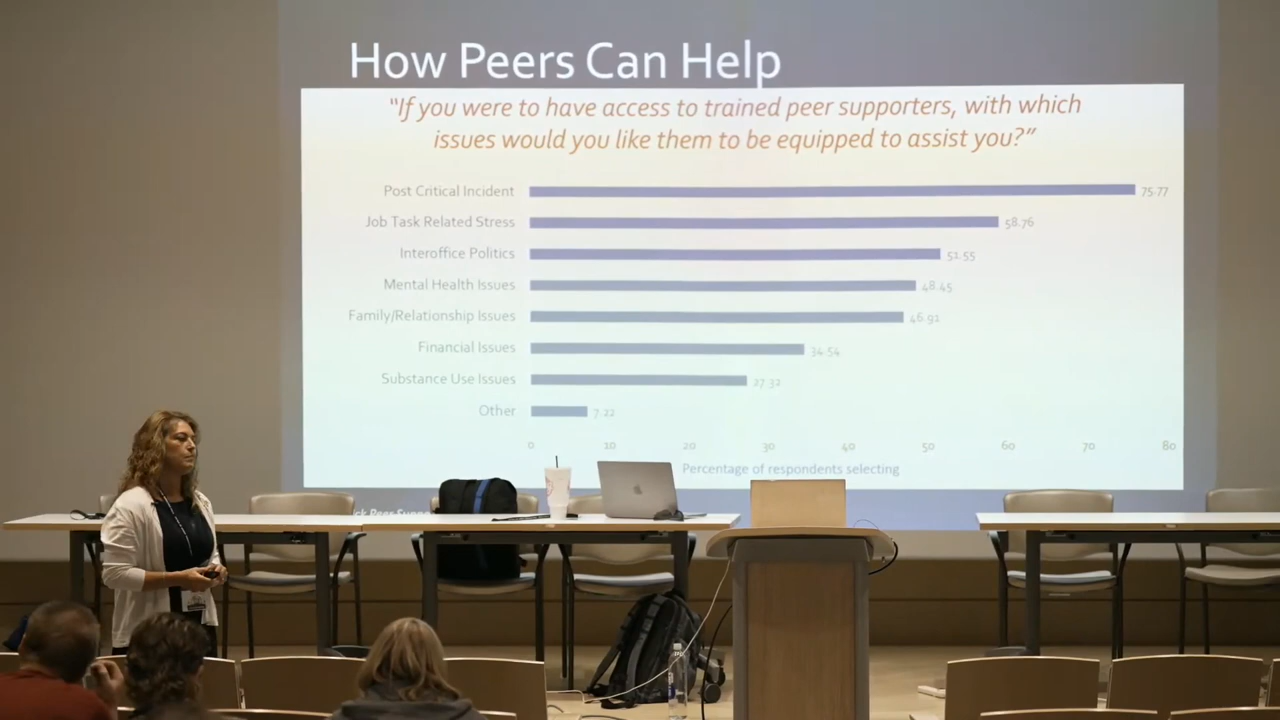 How Peers Can Help
“If you were to have access to trained peer supporters, with which
issues would you like them to be equipped to assist you?”
Post Critical Incident 75.77
Job Task Related Stress 58.76
Interoffice Politics 51.55
Mental Health Issues 48.45
Family/Relationship Issues 46.91
Financial Issues 34.54
Substance Use Issues 27.32
Other 7.22
0 10 20 30 40 50 60 70 80
Percentage of respondents selecting
Peer